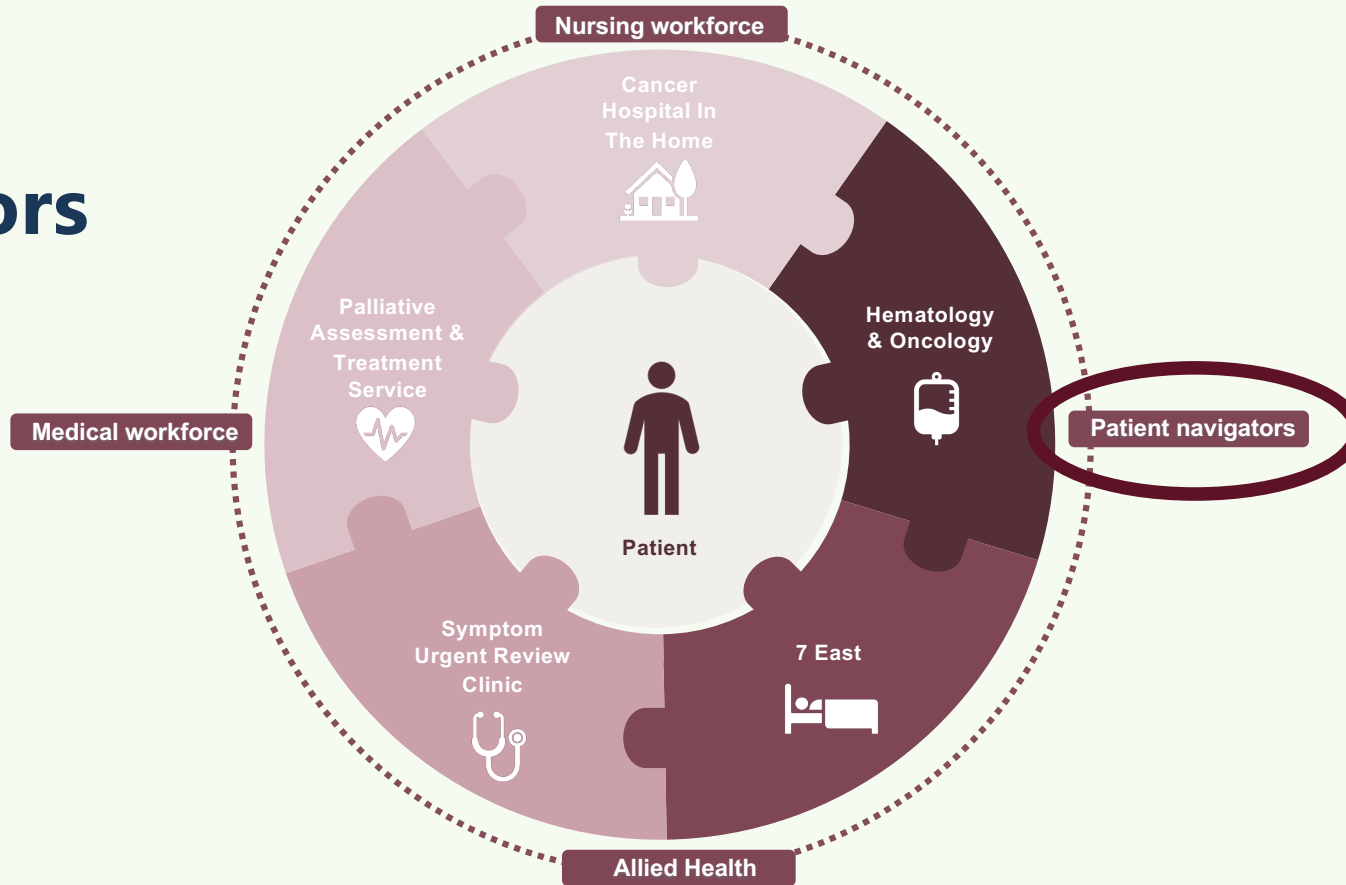 Nursing workforce
ors
Cancer
Hospital In
The Home
Palliative
Assessment &
Treatment
Service
Hematology
& Oncology
Medical workforce
Patient navigators
Patient
Symptom
Urgent Review
Clinic
7 East
Allied Health